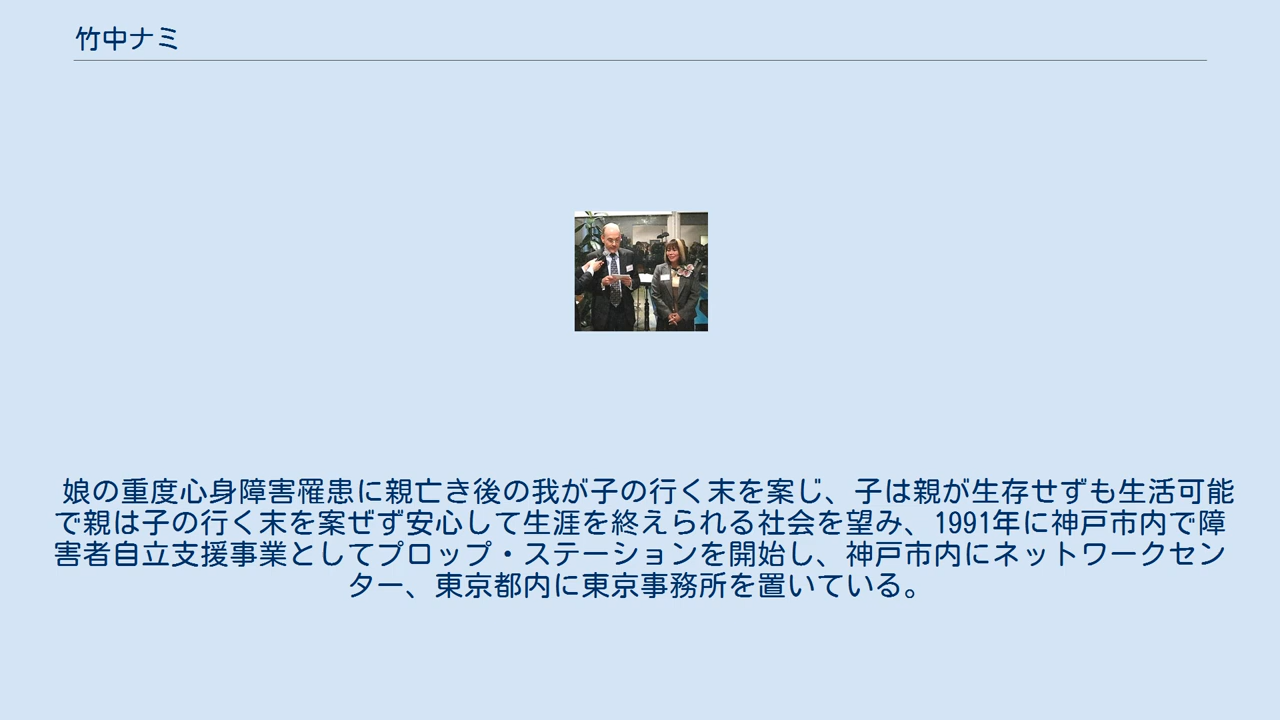 竹中ナミ
娘の重度心身障害罹患に親亡き後の我が子の行く末を案じ、子は親が生存せずも生活可能
で親は子の行く末を案ぜず安心して生涯を終えられる社会を望み、1991年に神戸市内で障
害者自立支援事業としてプロップ・ステーションを開始し、神戸市内にネットワークセン
ター、東京都内に東京事務所を置いている。